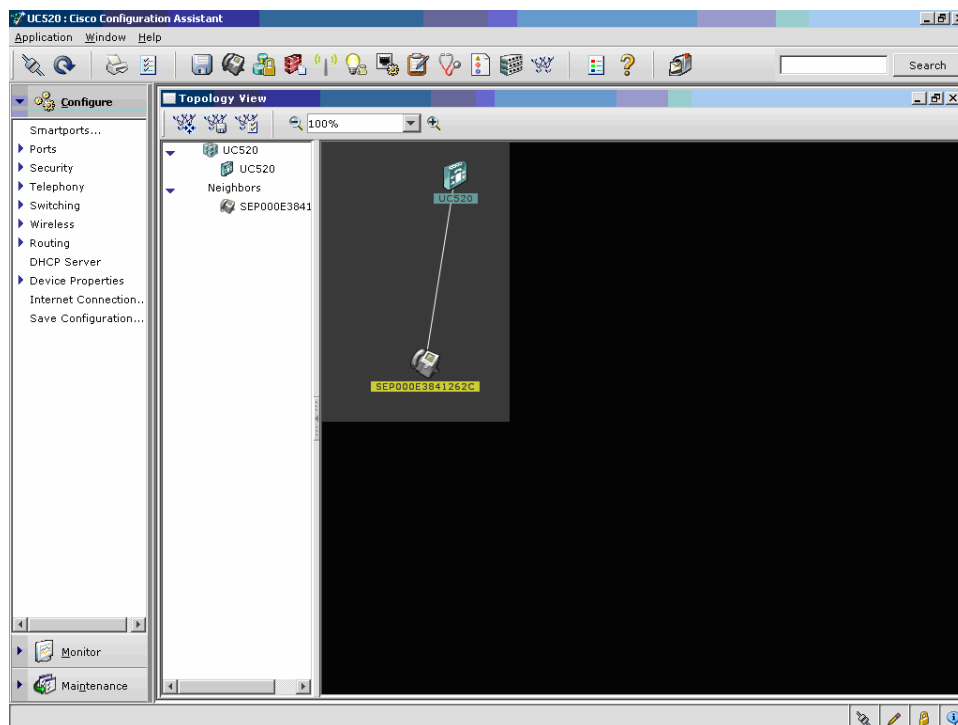 UC520 : Cisco Configuration Assistant
Application Window Help
Search
Configure
Smartports...
Ports
Security
Telephony
Switching
Wireless
Routing
DHCP Server
Device Properties
Internet Connection..
Save Configuration...
Monitor
Maintenance
Topology View
100%
UC520
UC520
Neighbors
SEP000E3841
UC520
SEP000E3841262C